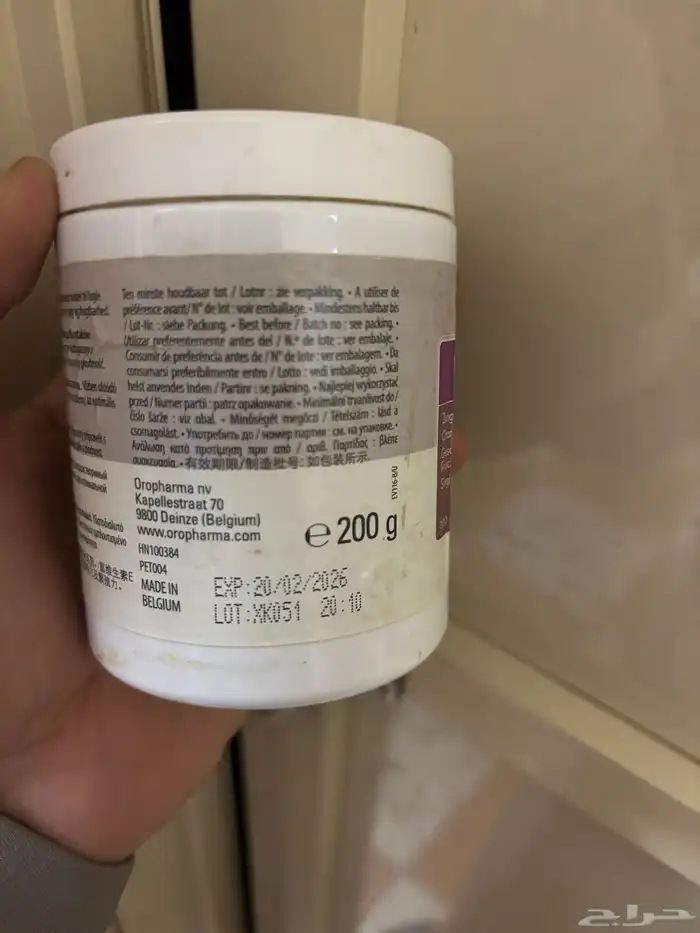 Ten minste houdbaar tot / Lotnr : zie verpakking. • A utiliser de
préférence avant/ N° de lot : voir emballage. • Mindestens haltbar bis
/ Lot-Nr. : siehe Packung. • Best before / Batch no : see packing. •
Utilizar preferentemente antes del / N.º de lote : ver embalaje. •
Consumir de preferência antes de / N° de lote : ver embalagem. • Da
consumarsi preferibilmente entro / Lotto : vedi imballaggio. • Skal
helst anvendes inden / Partinr : se pakning. • Najlepiej wykorzystać
przed / Numer partii : patrz opakowanie. • Minimální trvanlivost do /
číslo šarže : viz obal. • Minőségét megőrzi / Tételszám : lásd a
csomagolást. • Употребить до / номер партии : см. на упаковке. •
Ανάλωση κατά προτίμηση πριν από / αριθ. Παρτίδας : βλέπε
συσκευασία. • 有效期限/制造批号: 如包装所示.
Oropharma nv
Kapellestraat 70
9800 Deinze (Belgium)
www.oropharma.com
HN100384
PET004
MADE IN
BELGIUM
EV116-B/U
℮ 200 g
EXP:20/02/2026
LOT:XK051 20:10
حراج